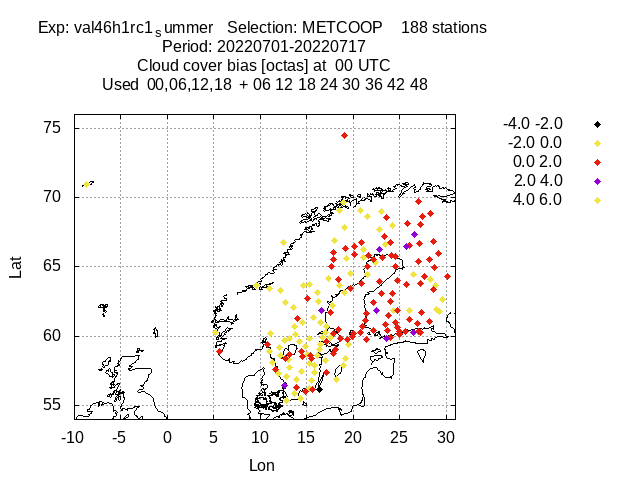 Exp: val46h1rc1summer   Selection: METCOOP    188 stations
Period: 20220701-20220717
Cloud cover bias [octas] at  00 UTC
Used  00,06,12,18  + 06 12 18 24 30 36 42 48
-4.0 -2.0
-2.0 0.0
0.0 2.0
2.0 4.0
4.0 6.0
75
70
65
60
55
Lat
-10 -5 0 5 10 15 20 25 30
Lon